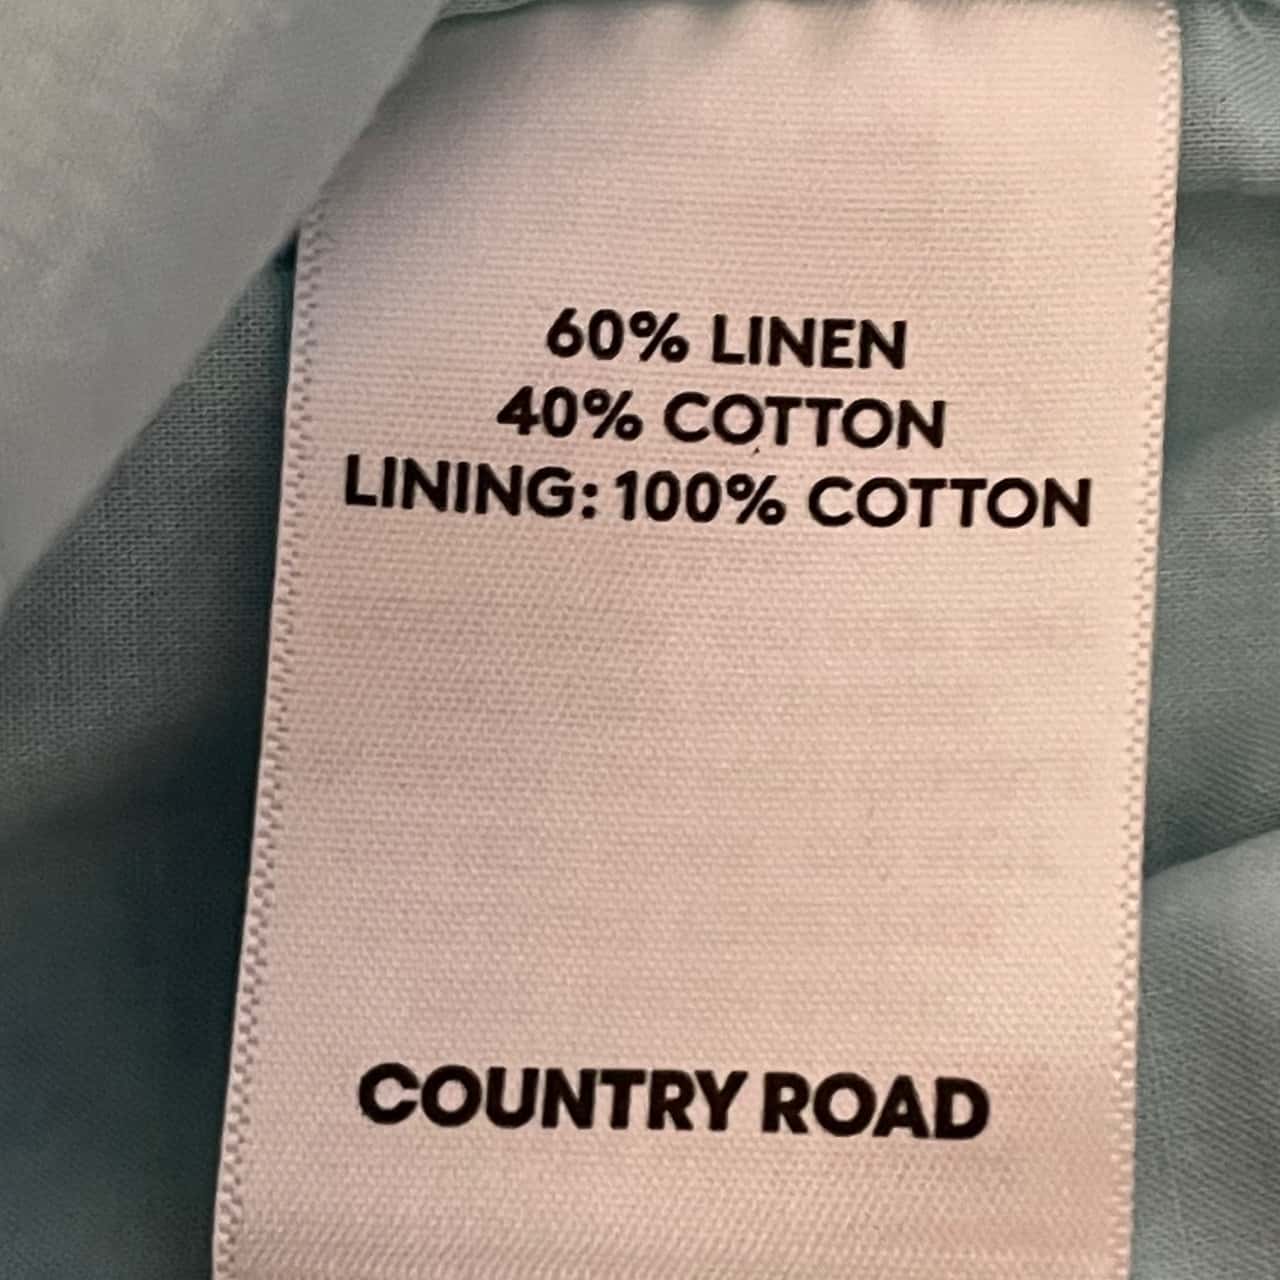 60% LINEN
40% COTTON
LINING: 100% COTTON
COUNTRY ROAD